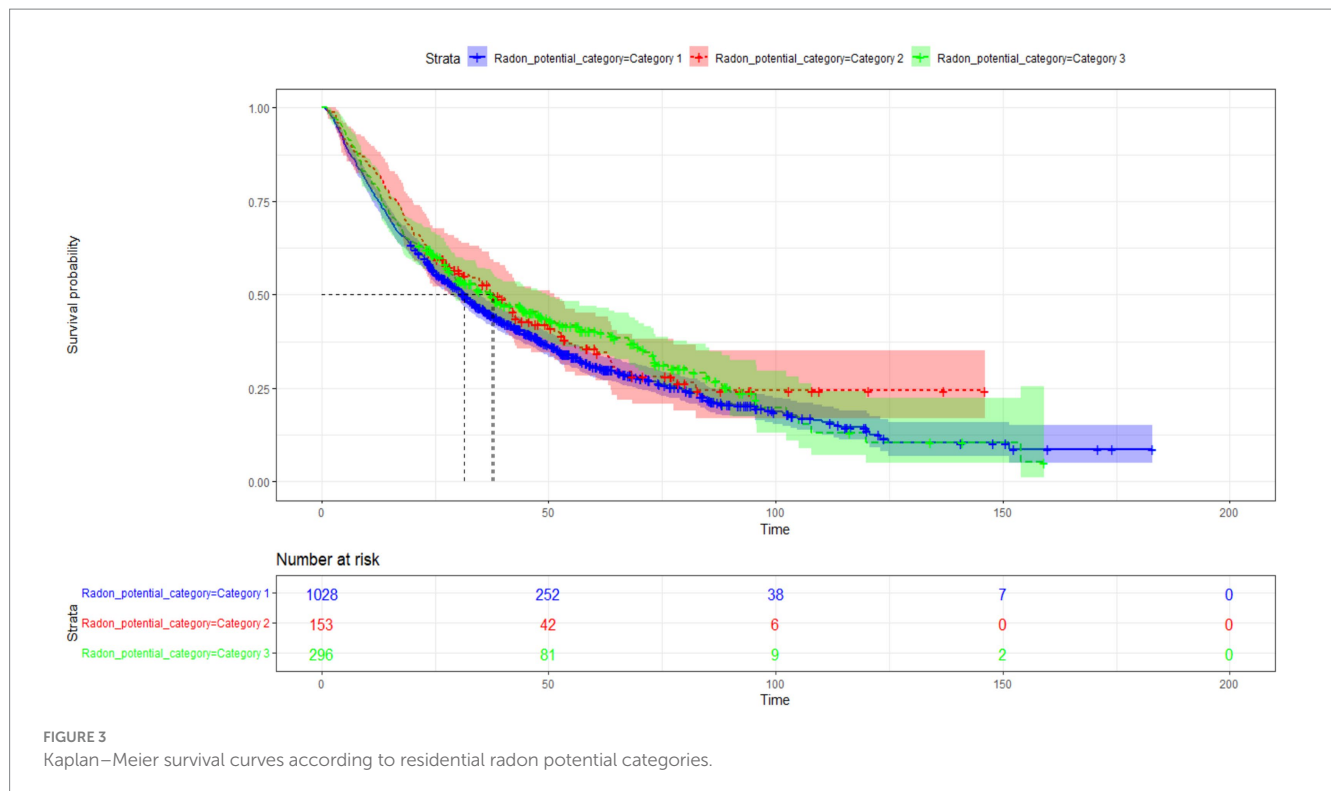 Strata Radon_potential_category=Category 1 Radon_potential_category=Category 2 Radon_potential_category=Category 3
1.00
0.75
0.50
0.25
0.00
Survival probability
0 50 100 150 200
Time
Number at risk
Strata
Radon_potential_category=Category 1 1028 252 38 7 0
Radon_potential_category=Category 2 153 42 6 0 0
Radon_potential_category=Category 3 296 81 9 2 0
0 50 100 150 200
Time
FIGURE 3
Kaplan–Meier survival curves according to residential radon potential categories.